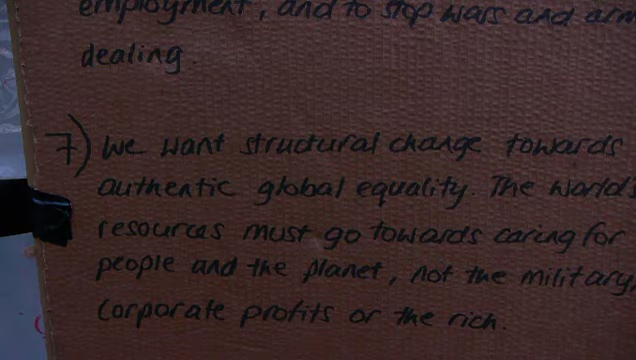 employment, and to stop wars and arm
dealing.
7) We want structural change towards
authentic global equality. The world's
resources must go towards caring for
people and the planet, not the military,
corporate profits or the rich.